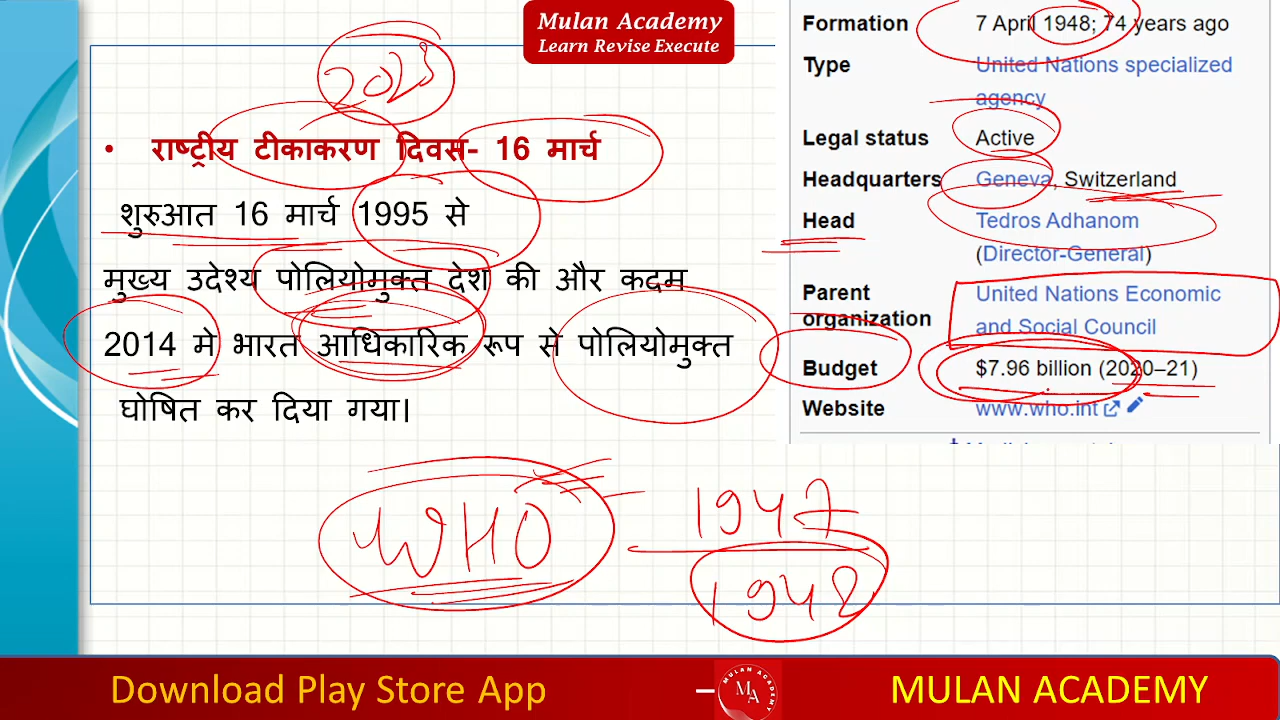 Mulan Academy
Learn Revise Execute
2023
• राष्ट्रीय टीकाकरण दिवस- 16 मार्च
शुरुआत 16 मार्च 1995 से
मुख्य उदेश्य पोलियोमुक्त देश की और कदम
2014 मे भारत आधिकारिक रूप से पोलियोमुक्त
घोषित कर दिया गया।
Formation 7 April 1948; 74 years ago
Type United Nations specialized
agency
Legal status Active
Headquarters Geneva, Switzerland
Head Tedros Adhanom
(Director-General)
Parent United Nations Economic
organization and Social Council
Budget $7.96 billion (2020–21)
Website www.who.int
WHO
1947
1948
Download Play Store App – MULAN ACADEMY MA MULAN ACADEMY